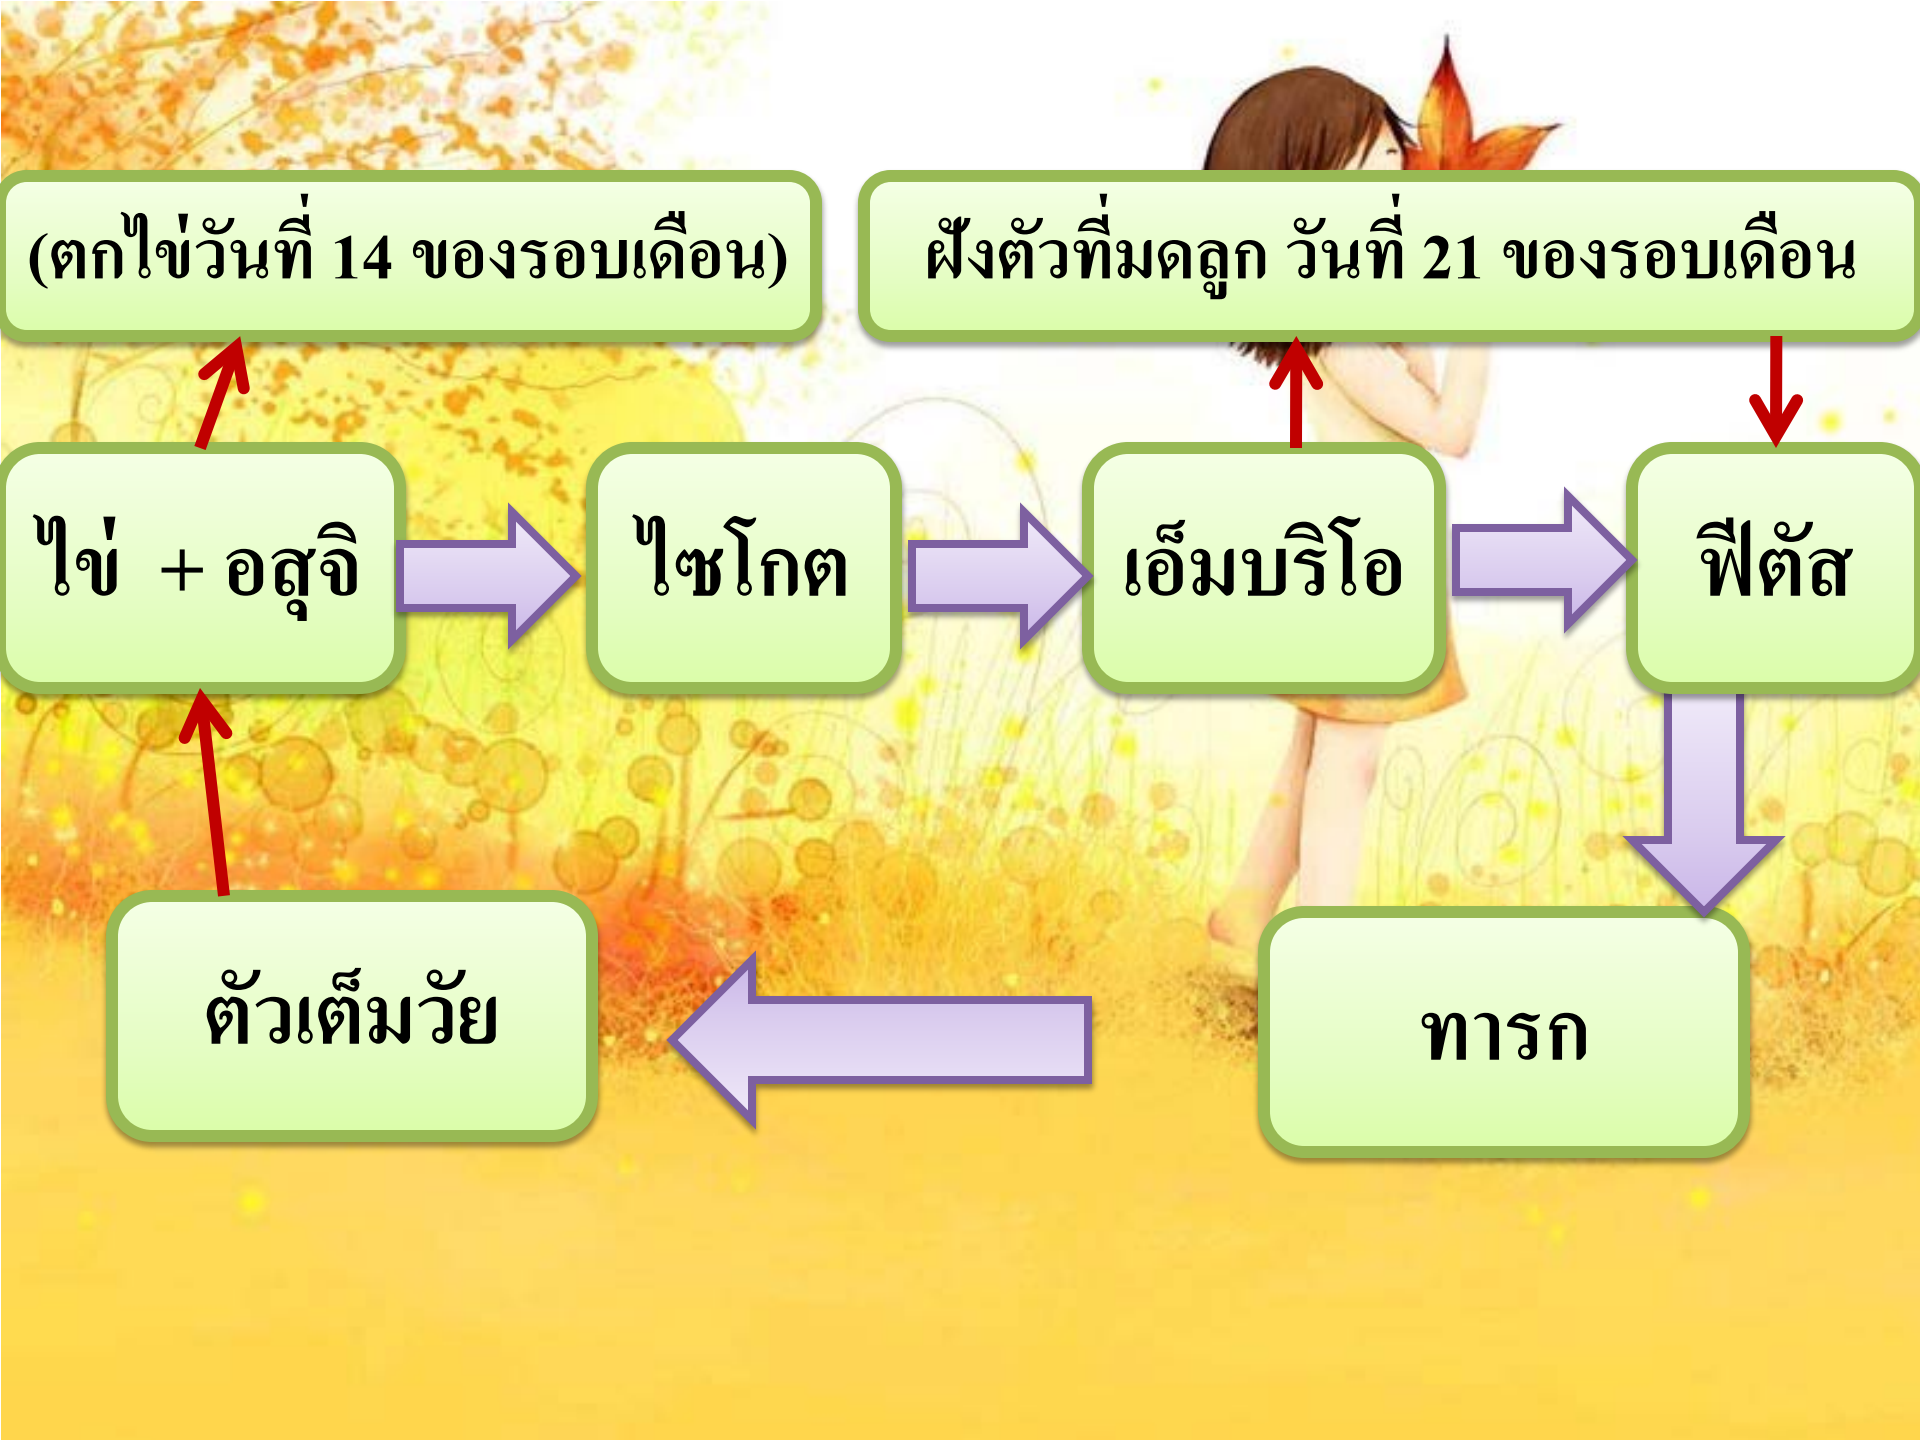 (ตกไข่วันที่ 14 ของรอบเดือน)
ฝังตัวที่มดลูก วันที่ 21 ของรอบเดือน
ไข่ + อสุจิ
ไซโกต
เอ็มบริโอ
ฟีตัส
ตัวเต็มวัย
ทารก